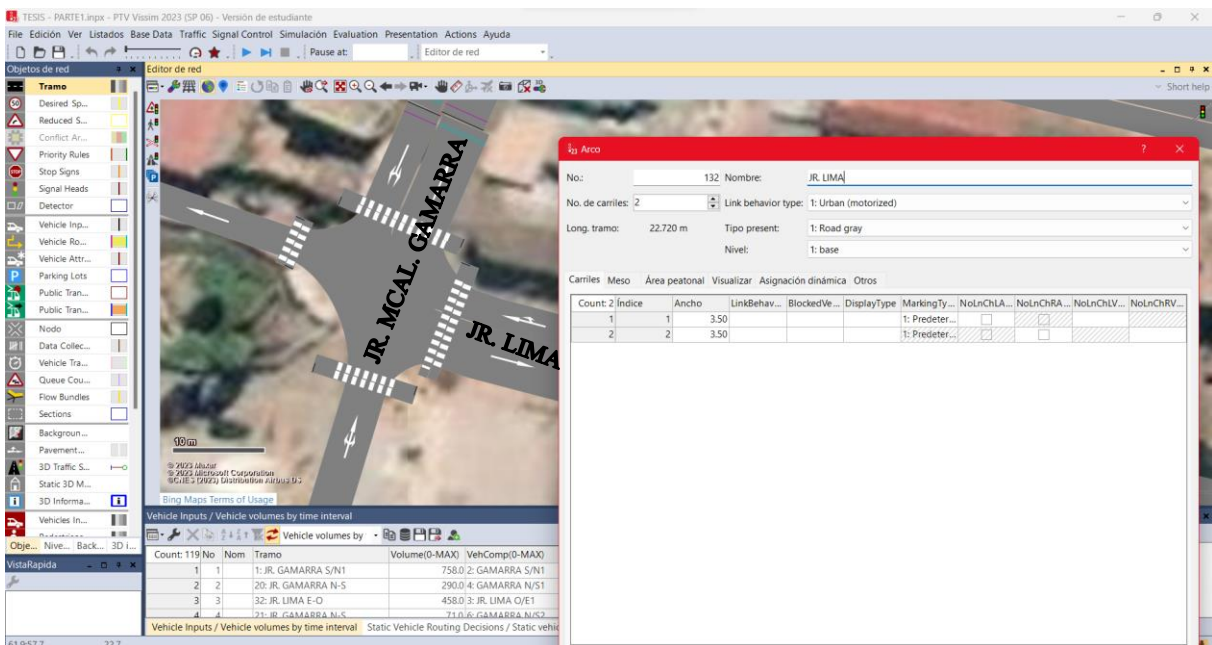 TESIS - PARTE1.inpx - PTV Vissim 2023 (SP 06) - Versión de estudiante
File Edición Ver Listados Base Data Traffic Signal Control Simulación Evaluation Presentation Actions Ayuda
Pause at: Editor de red
Objetos de red
Tramo
Desired Sp...
Reduced S...
Conflict Ar...
Priority Rules
Stop Signs
Signal Heads
Detector
Vehicle Inp...
Vehicle Ro...
Vehicle Attr...
Parking Lots
Public Tran...
Public Tran...
Nodo
Data Collec...
Vehicle Tra...
Queue Cou...
Flow Bundles
Sections
Backgroun...
Pavement...
3D Traffic S...
Static 3D M...
3D Informa...
Vehicles In...
Obje... Nive... Back... 3D i...
VistaRapida
Editor de red
Short help
JR. MCAL. GAMARRA
JR. LIMA
10 m
© 2023 Maxar
© 2023 Microsoft Corporation
Bing Maps Terms of Usage
Arco
No.: 132 Nombre: JR. LIMA
No. de carriles: 2 Link behavior type: 1: Urban (motorized)
Long. tramo: 22.720 m Tipo present: 1: Road gray
Nivel: 1: base
Carriles Meso Área peatonal Visualizar Asignación dinámica Otros
Count: 2 Índice Ancho LinkBehav... BlockedVe... DisplayType MarkingTy... NoLnChLA... NoLnChRA... NoLnChLV... NoLnChRV...
1 1 3.50 1: Predeter...
2 2 3.50 1: Predeter...
Vehicle Inputs / Vehicle volumes by time interval
Vehicle volumes by
Count: 119 No Nom Tramo Volume(0-MAX) VehComp(0-MAX)
1 1 1: JR. GAMARRA S/N1 758.0 2: GAMARRA S/N1
2 2 20: JR. GAMARRA N-S 290.0 4: GAMARRA N/S1
3 3 32: JR. LIMA E-O 458.0 3: JR. LIMA O/E1
4 4 21: JR. GAMARRA N-S 71.0 6: GAMARRA N/S2
Vehicle Inputs / Vehicle volumes by time interval Static Vehicle Routing Decisions / Static vehic